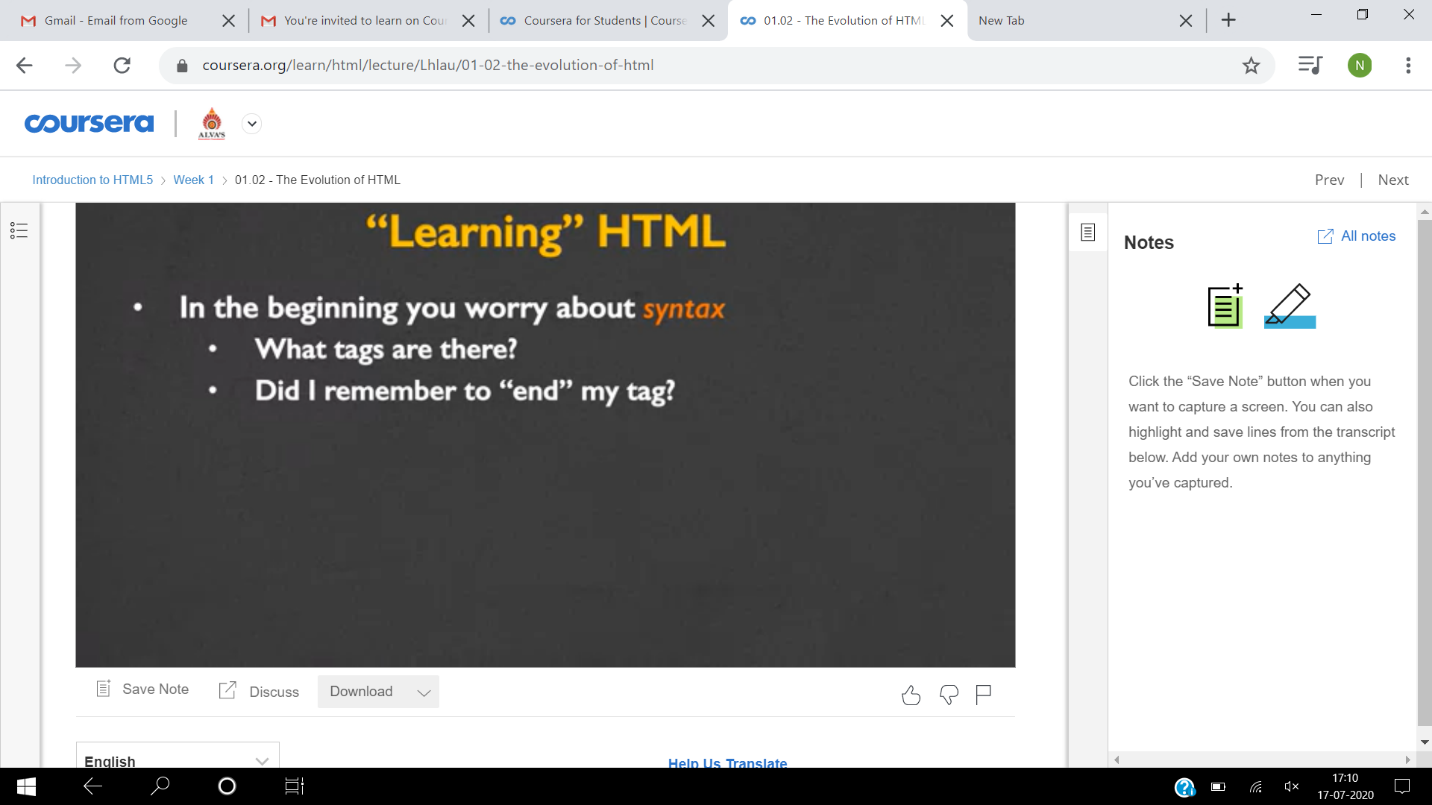 Gmail - Email from Google
You're invited to learn on Cou
Coursera for Students | Course
01.02 - The Evolution of HTML
New Tab
coursera.org/learn/html/lecture/Lhlau/01-02-the-evolution-of-html
N
coursera
ALVA'S
Introduction to HTML5 > Week 1 > 01.02 - The Evolution of HTML
Prev | Next
“Learning” HTML
• In the beginning you worry about syntax
• What tags are there?
• Did I remember to “end” my tag?
Notes
All notes
Click the “Save Note” button when you
want to capture a screen. You can also
highlight and save lines from the transcript
below. Add your own notes to anything
you've captured.
Save Note
Discuss
Download
English
Help Us Translate
17:10
17-07-2020